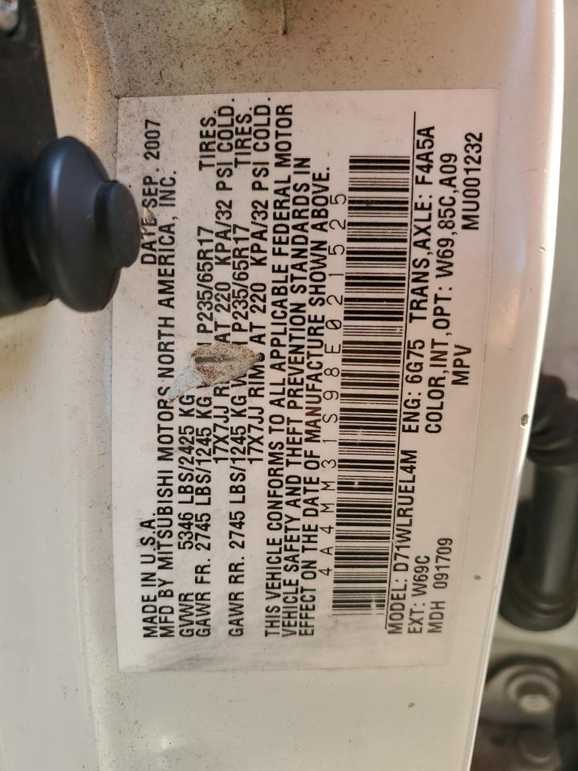 MADE IN U.S.A. DATE SEP. 2007
MFD BY MITSUBISHI MOTORS NORTH AMERICA, INC.
GVWR 5346 LBS/2425 KG
GAWR FR. 2745 LBS/1245 KG P235/65R17 TIRES,
17X7JJ RI AT 220 KPA/32 PSI COLD.
GAWR RR. 2745 LBS/1245 KG W P235/65R17 TIRES.
17X7JJ RIM AT 220 KPA/32 PSI COLD.
THIS VEHICLE CONFORMS TO ALL APPLICABLE FEDERAL MOTOR
VEHICLE SAFETY AND THEFT PREVENTION STANDARDS IN
EFFECT ON THE DATE OF MANUFACTURE SHOWN ABOVE.
4A4MM31S98E021525
MODEL: D71WLRUEL4M ENG: 6G75 TRANS,AXLE: F4A5A
EXT: W69C COLOR,INT,OPT: W69,85C,A09
MDH 091709 MPV MU001232